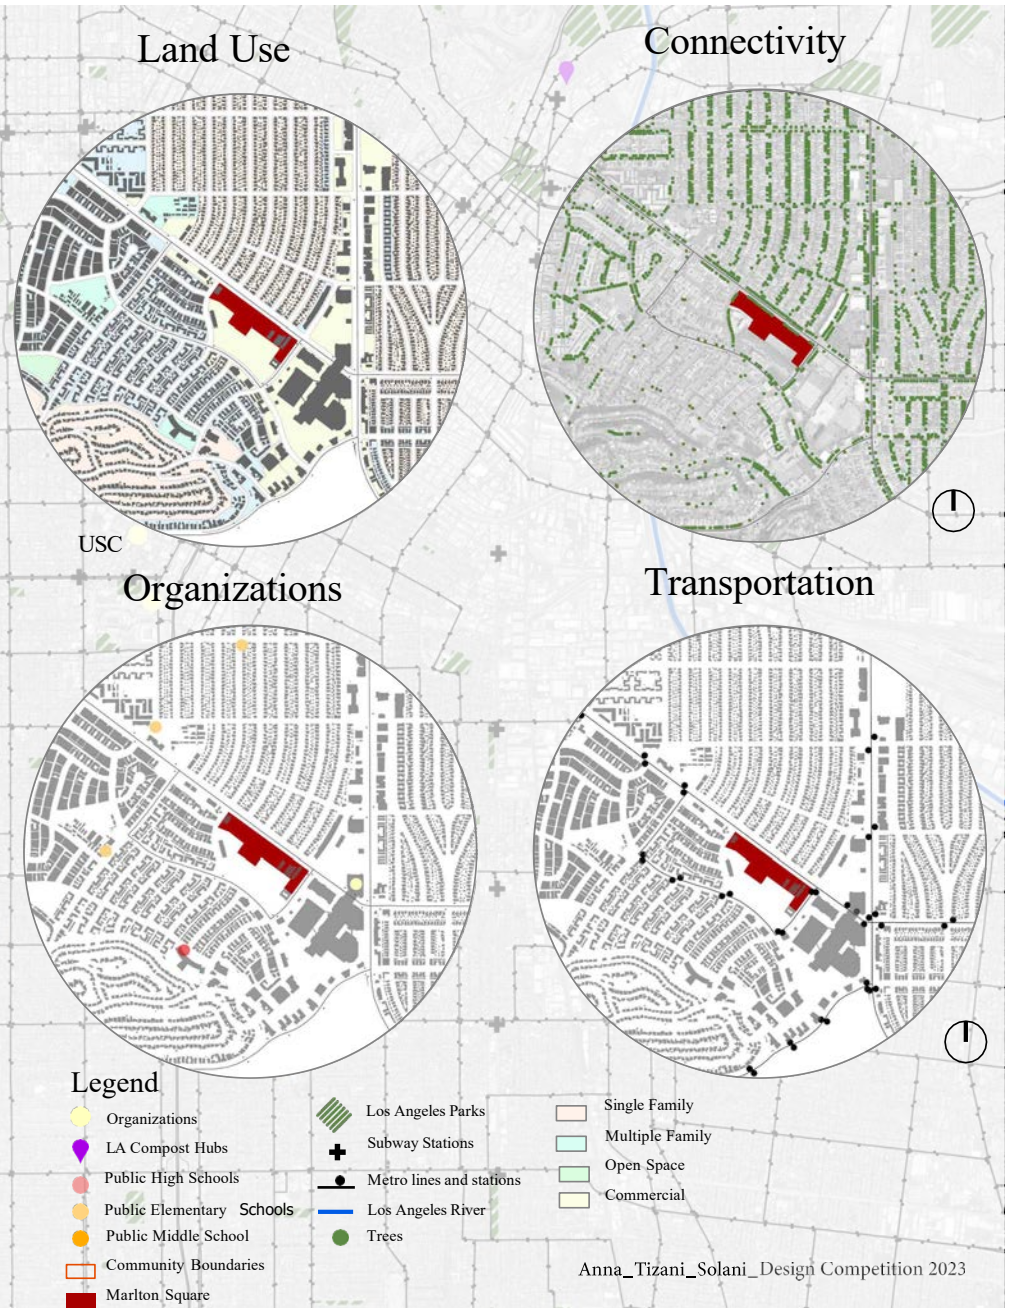 Land Use
Connectivity
USC
Organizations
Transportation
Legend
Organizations
LA Compost Hubs
Public High Schools
Public Elementary Schools
Public Middle School
Community Boundaries
Marlton Square
Los Angeles Parks
Subway Stations
Metro lines and stations
Los Angeles River
Trees
Single Family
Multiple Family
Open Space
Commercial
Anna_Tizani_Solani_Design Competition 2023